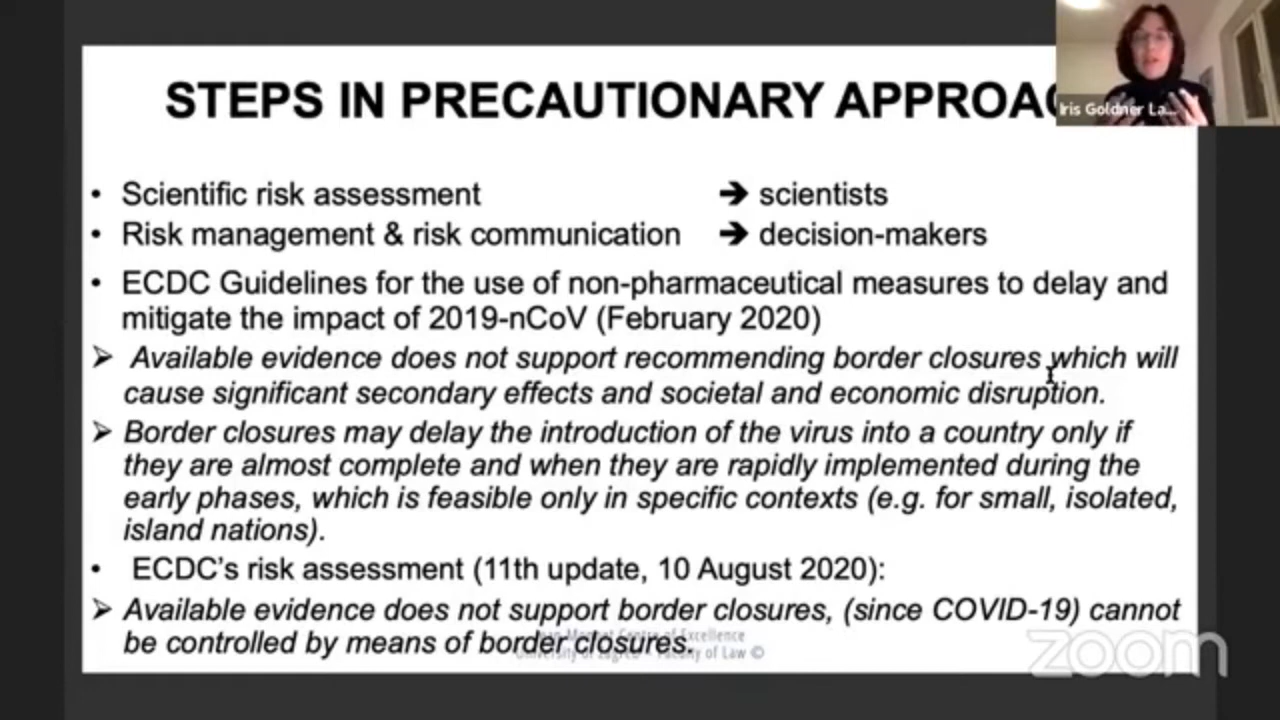 STEPS IN PRECAUTIONARY APPROAC
Iris Goldner La...
• Scientific risk assessment ➔ scientists
• Risk management & risk communication ➔ decision-makers
• ECDC Guidelines for the use of non-pharmaceutical measures to delay and
mitigate the impact of 2019-nCoV (February 2020)
➢ Available evidence does not support recommending border closures which will
cause significant secondary effects and societal and economic disruption.
➢ Border closures may delay the introduction of the virus into a country only if
they are almost complete and when they are rapidly implemented during the
early phases, which is feasible only in specific contexts (e.g. for small, isolated,
island nations).
• ECDC's risk assessment (11th update, 10 August 2020):
➢ Available evidence does not support border closures, (since COVID-19) cannot
be controlled by means of border closures.
Centre of Excellence
University of Zagreb - Faculty of Law ©
zoom